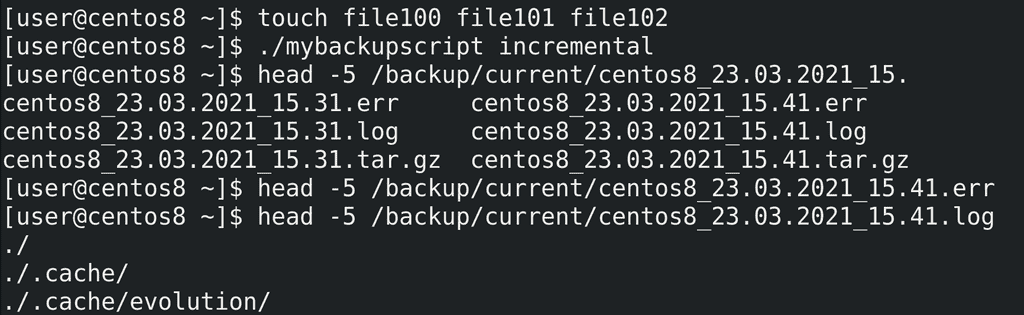 [user@centos8 ~]$ touch file100 file101 file102
[user@centos8 ~]$ ./mybackupscript incremental
[user@centos8 ~]$ head -5 /backup/current/centos8_23.03.2021_15.
centos8_23.03.2021_15.31.err     centos8_23.03.2021_15.41.err
centos8_23.03.2021_15.31.log     centos8_23.03.2021_15.41.log
centos8_23.03.2021_15.31.tar.gz  centos8_23.03.2021_15.41.tar.gz
[user@centos8 ~]$ head -5 /backup/current/centos8_23.03.2021_15.41.err
[user@centos8 ~]$ head -5 /backup/current/centos8_23.03.2021_15.41.log
./
./.cache/
./.cache/evolution/